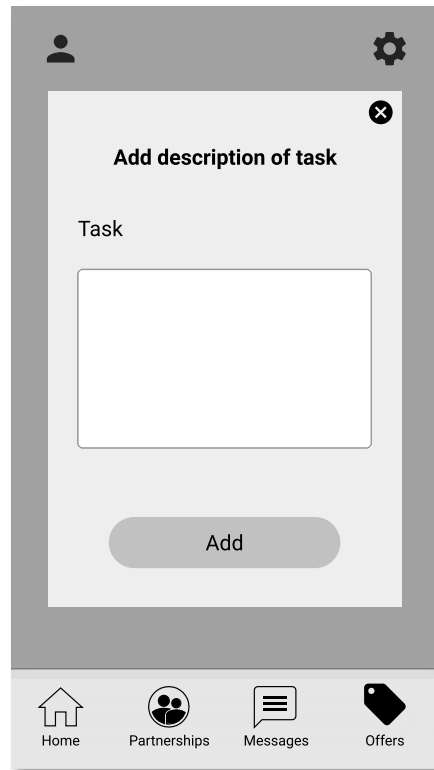 Add description of task
Task
Add
Home Partnerships Messages Offers